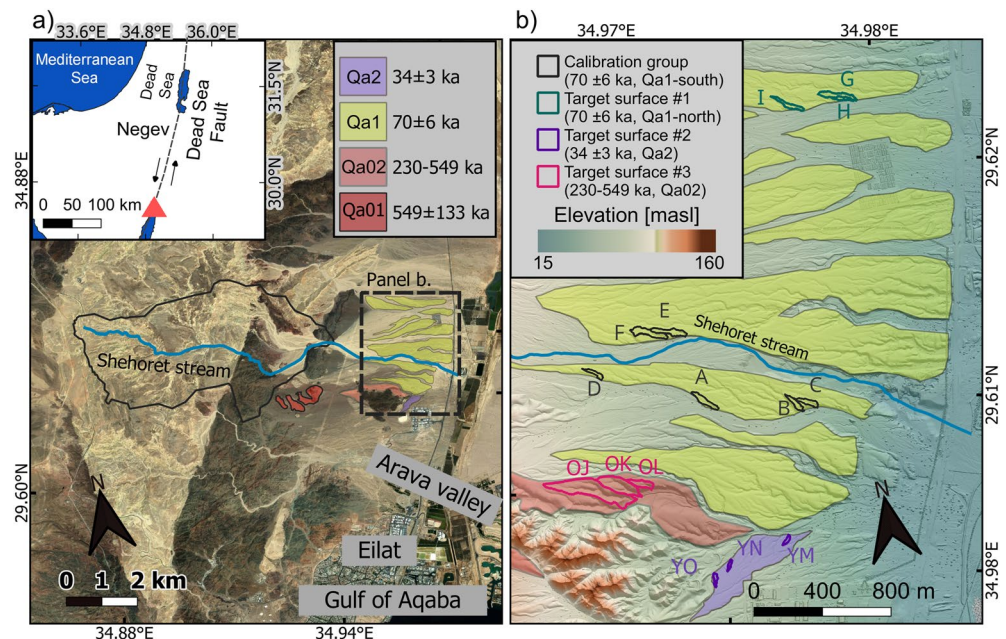 a)
33.6°E 34.8°E 36.0°E
Mediterranean
Sea
Dead
Sea
Dead Sea
Fault
Negev
31.5°N
30.0°N
34.88°E
0 50 100 km
Qa2 34±3 ka
Qa1 70±6 ka
Qa02 230-549 ka
Qa01 549±133 ka
Panel b.
Shehoret stream
Arava valley
Eilat
Gulf of Aqaba
29.60°N
N
0 1 2 km
34.88°E 34.94°E
b)
34.97°E 34.98°E
Calibration group
(70 ±6 ka, Qa1-south)
Target surface #1
(70 ±6 ka, Qa1-north)
Target surface #2
(34 ±3 ka, Qa2)
Target surface #3
(230-549 ka, Qa02)
Elevation [masl]
15 160
G
I
H
29.62°N
E
F
Shehoret stream
D
A
C
B
29.61°N
OJ OK OL
N
YO YN YM
34.98°E
0 400 800 m